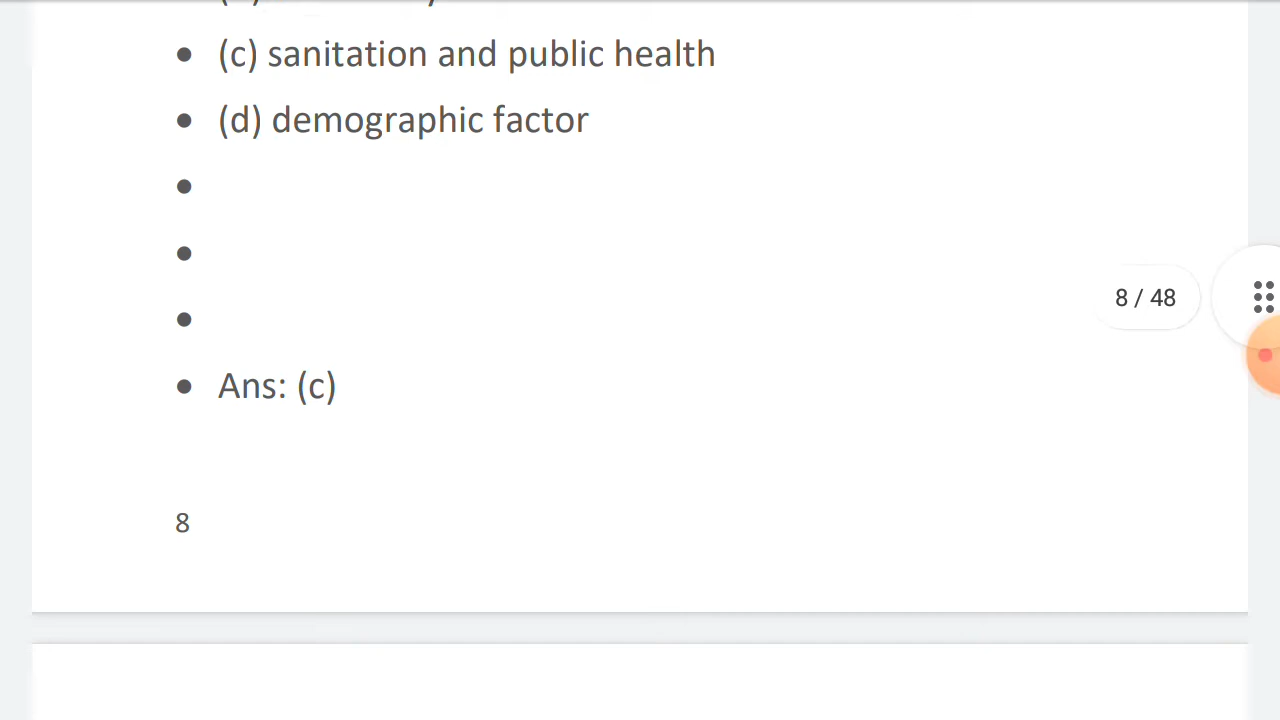 • (c) sanitation and public health
• (d) demographic factor
•
•
•
8 / 48
• Ans: (c)
8